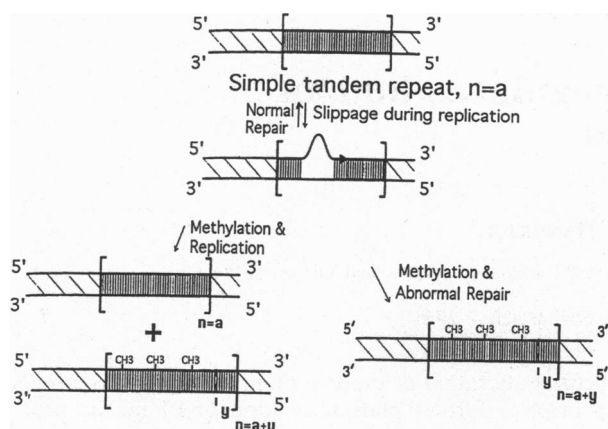 5' 3'
3' 5'
Simple tandem repeat, n=a
Normal Repair Slippage during replication
5' 3'
3' 5'
Methylation & Replication
Methylation & Abnormal Repair
5' 3'
3' 5'
n=a
+
CH3 CH3 CH3
5' 3'
3' 5'
y
n=a+y
CH3 CH3 CH3
5' 3'
3' 5'
y
n=a+y